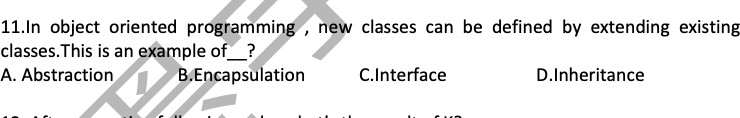 11.In object oriented programming , new classes can be defined by extending existing
classes.This is an example of__?
A. Abstraction B.Encapsulation C.Interface D.Inheritance